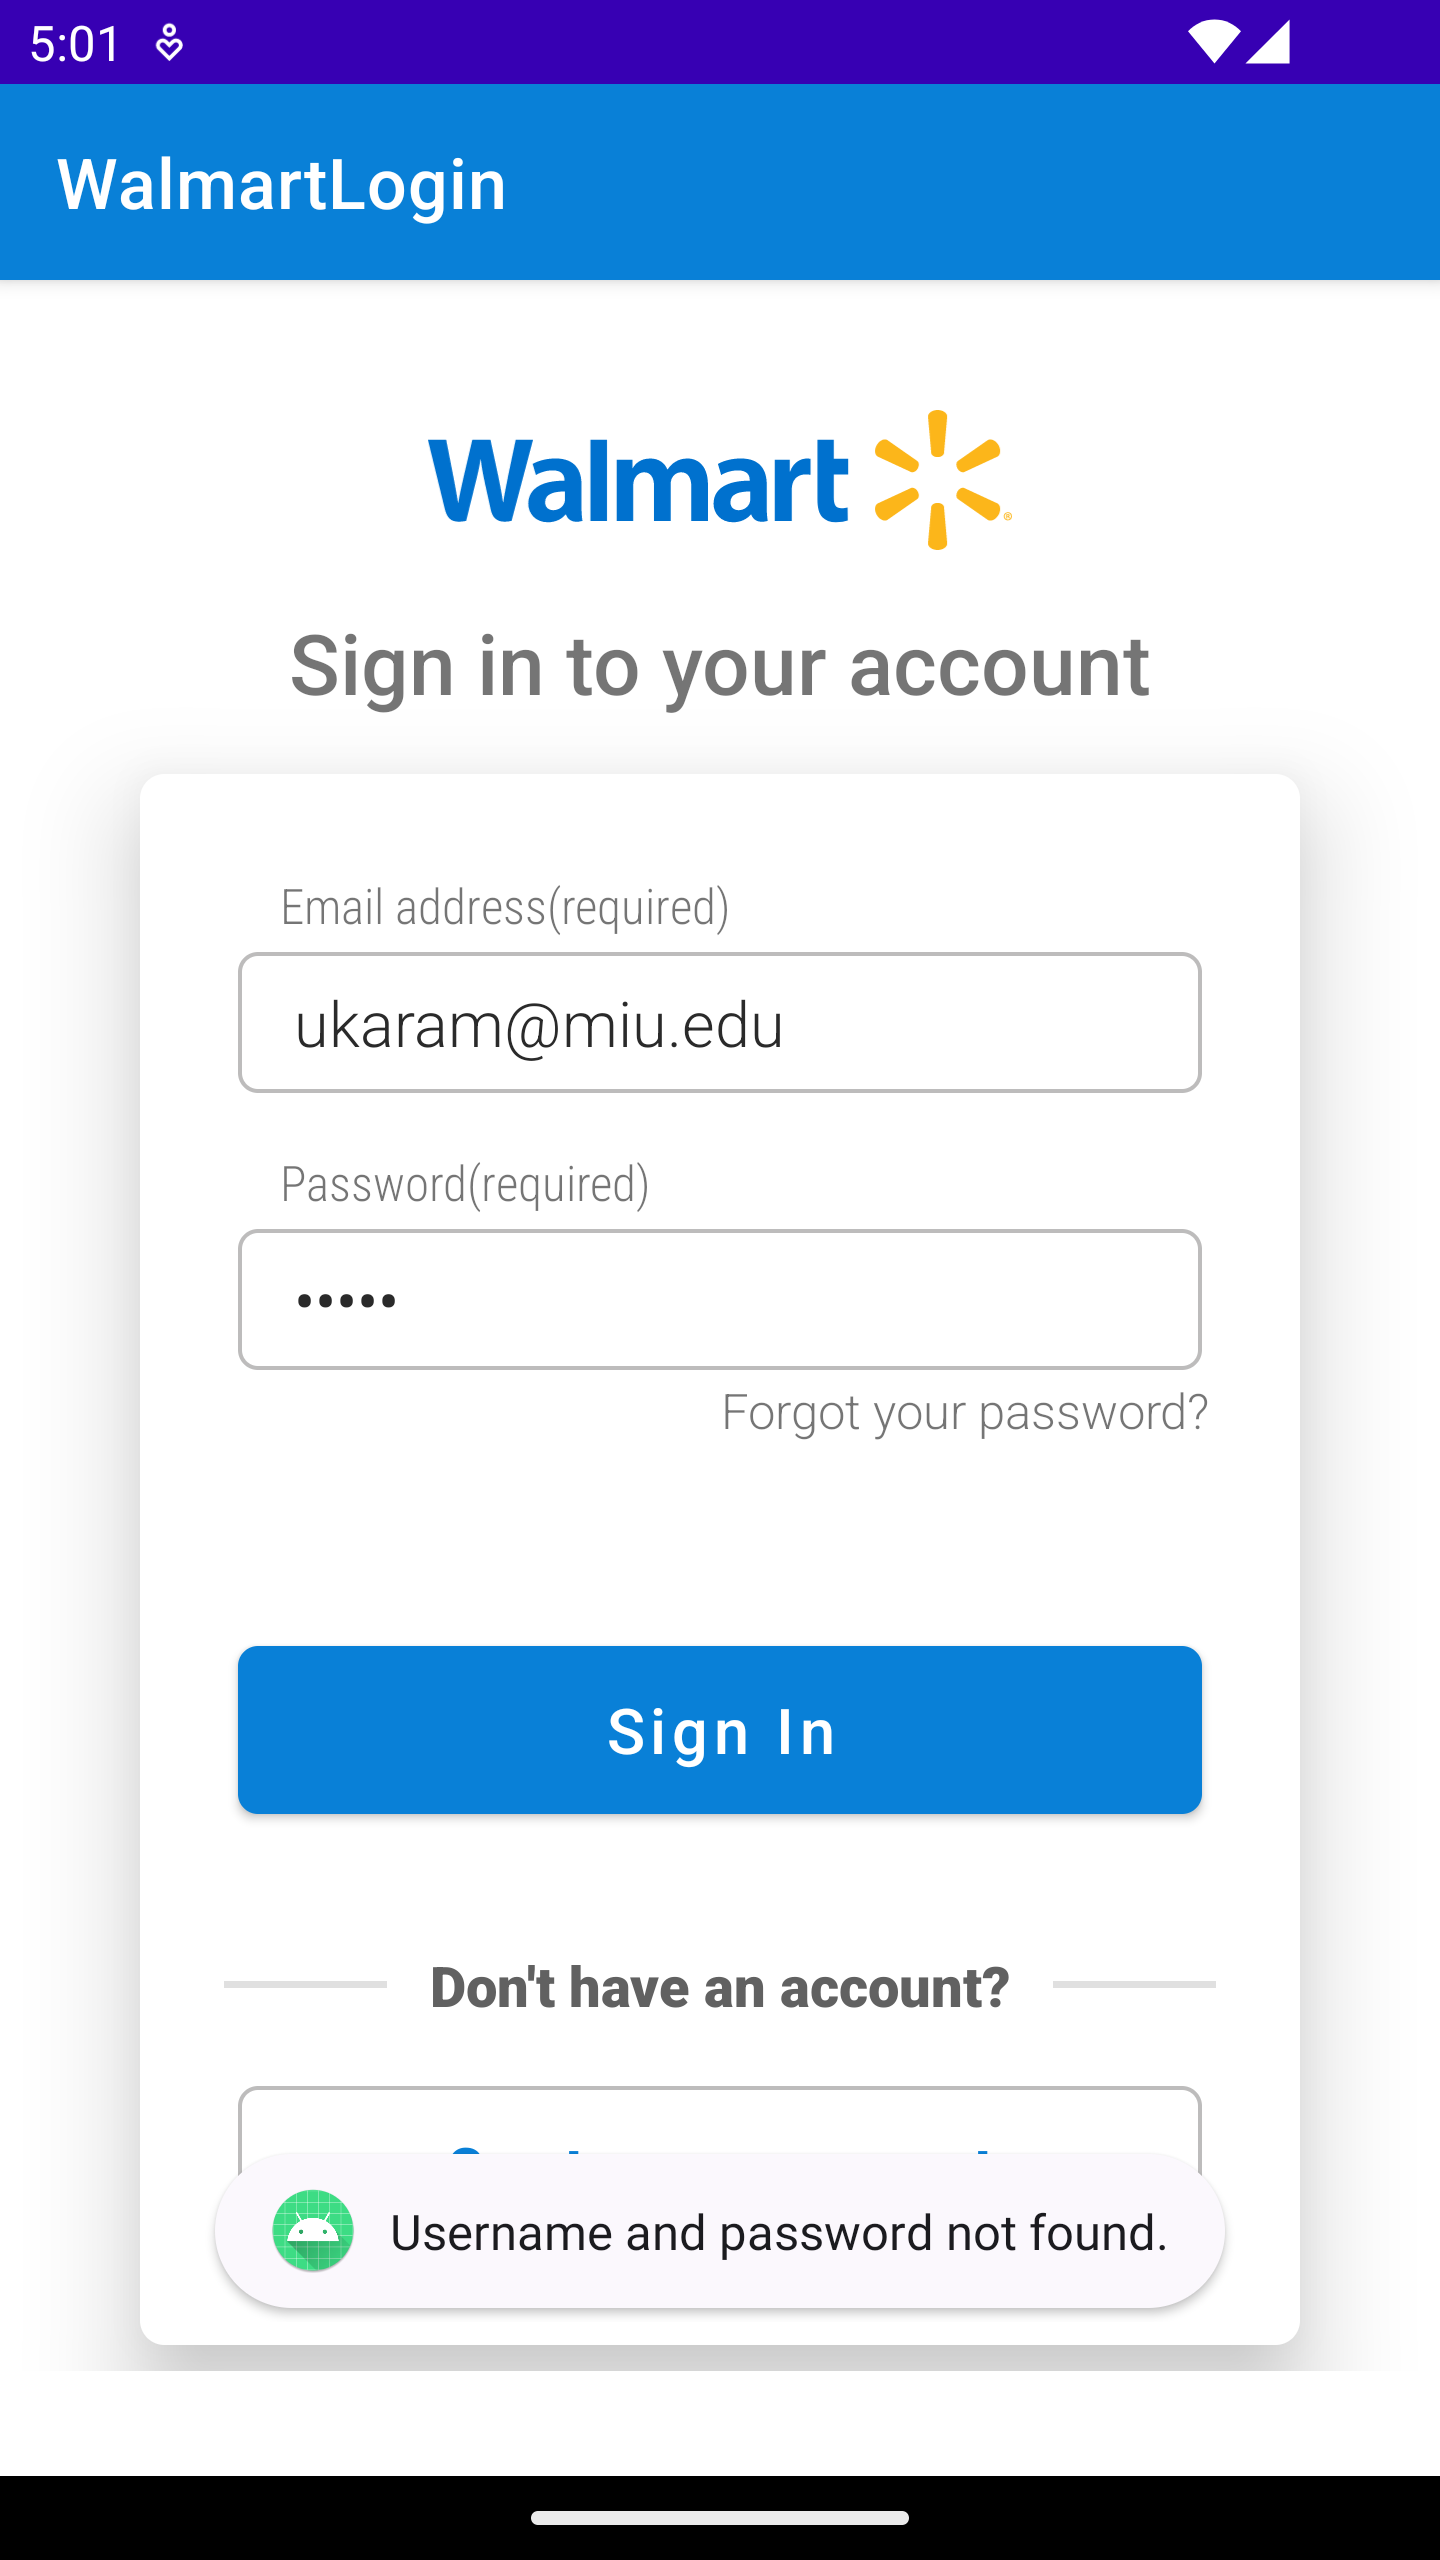 5:01
WalmartLogin
Walmart
Sign in to your account
Email address(required)
ukaram@miu.edu
Password(required)
•••••
Forgot your password?
Sign In
Don't have an account?
Username and password not found.